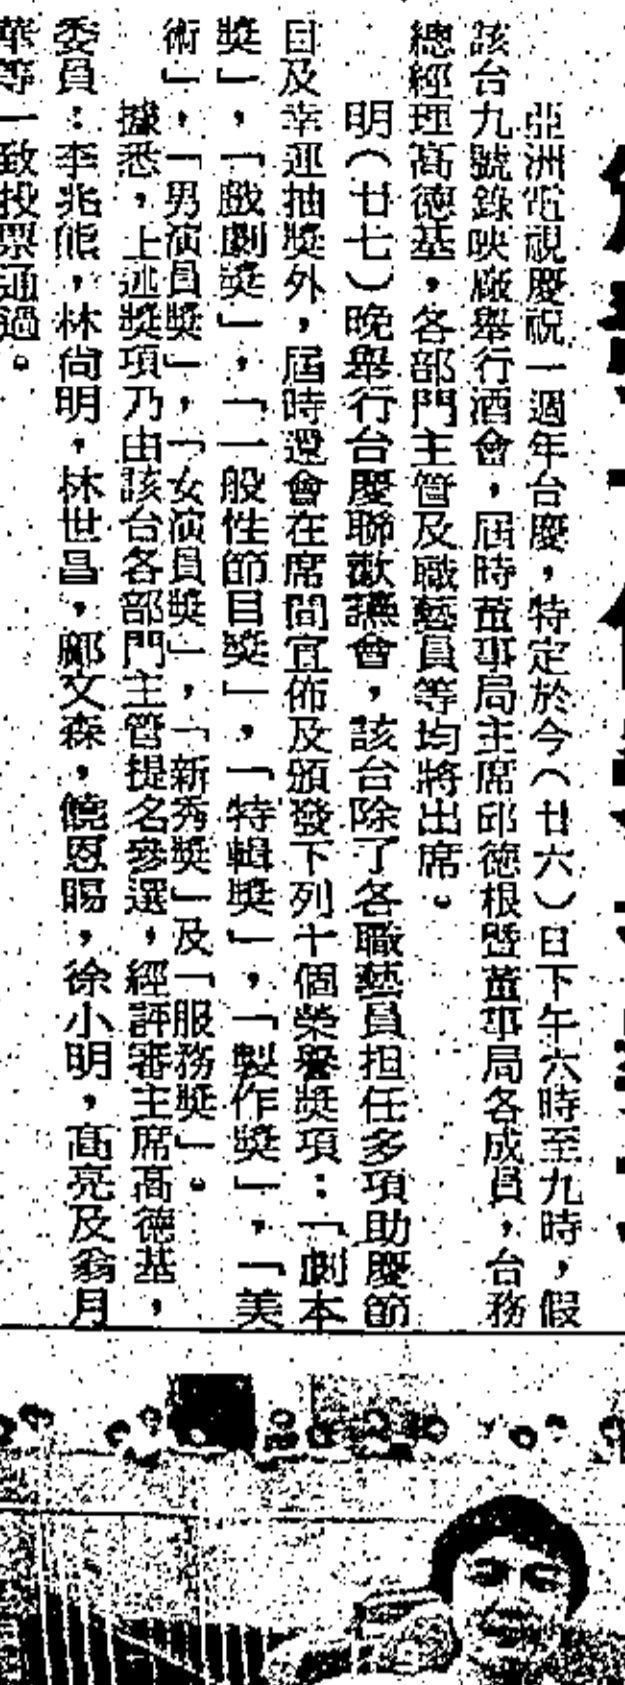 亞洲電視慶祝一週年台慶，特定於今（廿六）日下午六時至九時，假
該台九號錄映廠舉行酒會，屆時董事局主席邱德根暨董事局各成員，台務
總經理高德基，各部門主管及職藝員等均將出席。
明（廿七）晚舉行台慶聯歡讌會，該台除了各職藝員担任多項助慶節
目及幸運抽獎外，屆時還會在席間宣佈及頒發下列十個榮譽獎項：「劇本
獎」，「戲劇獎」，「一般性節目獎」，「特輯獎」，「製作獎」，「美
術」，「男演員獎」，「女演員獎」，「新秀獎」及「服務獎」。
據悉，上述獎項乃由該台各部門主管提名參選，經評審主席高德基，
委員：李兆熊，林尚明，林世昌，鄺文森，饒恩賜，徐小明，高亮及翁月
華等一致投票通過。